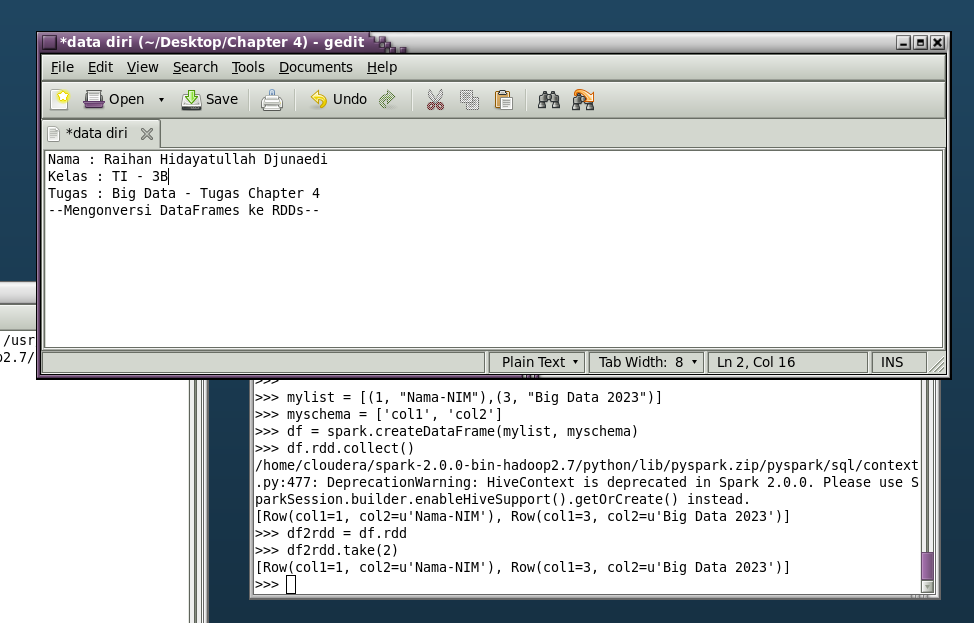 *data diri (~/Desktop/Chapter 4) - gedit
File Edit View Search Tools Documents Help
Open Save Undo
*data diri
Nama : Raihan Hidayatullah Djunaedi
Kelas : TI - 3B
Tugas : Big Data - Tugas Chapter 4
--Mengonversi DataFrames ke RDDs--
Plain Text Tab Width: 8 Ln 2, Col 16 INS
/usr
2.7/
>>>
>>> mylist = [(1, "Nama-NIM"),(3, "Big Data 2023")]
>>> myschema = ['col1', 'col2']
>>> df = spark.createDataFrame(mylist, myschema)
>>> df.rdd.collect()
/home/cloudera/spark-2.0.0-bin-hadoop2.7/python/lib/pyspark.zip/pyspark/sql/context
.py:477: DeprecationWarning: HiveContext is deprecated in Spark 2.0.0. Please use S
parkSession.builder.enableHiveSupport().getOrCreate() instead.
[Row(col1=1, col2=u'Nama-NIM'), Row(col1=3, col2=u'Big Data 2023')]
>>> df2rdd = df.rdd
>>> df2rdd.take(2)
[Row(col1=1, col2=u'Nama-NIM'), Row(col1=3, col2=u'Big Data 2023')]
>>>